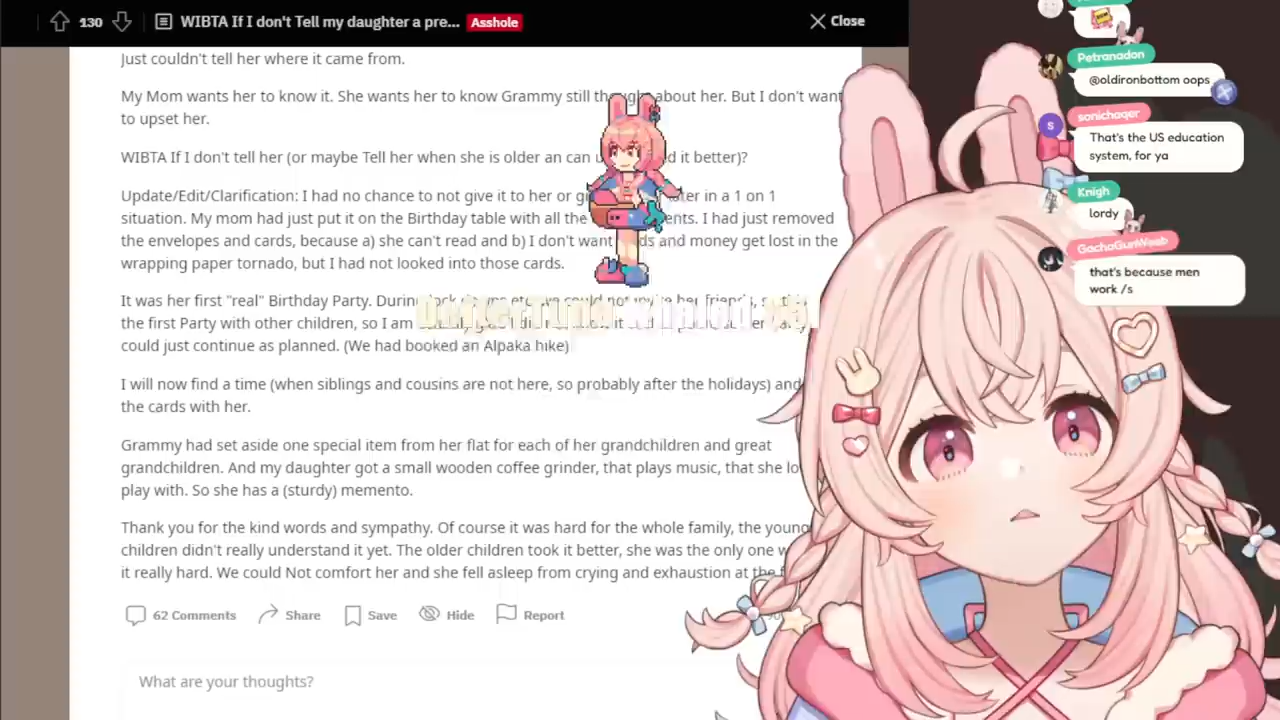 130
WIBTA If I don't Tell my daughter a pre...
Asshole
Close
Just couldn't tell her where it came from.
My Mom wants her to know it. She wants her to know Grammy still about her. But I don't want
to upset her.
WIBTA If I don't tell her (or maybe Tell her when she is older an can it better)?
Update/Edit/Clarification: I had no change to not give it to her or in a 1 on 1
situation. My mom had just put it on the Birthday table with all the I had just removed
the envelopes and cards, because a) she can't read and b) I don't want and money get lost in the
wrapping paper tornado, but I had not looked into those cards.
It was her first "real" Birthday Party.
the first Party with other children, so I am
could just continue as planned. (We had booked an Alpaka hike)
I will now find a time (when siblings and cousins are not here, so probably after the holidays) and
the cards with her.
Grammy had set aside one special item from her flat for each of her grandchildren and great
grandchildren. And my daughter got a small wooden coffee grinder, that plays music, that she
play with. So she has a (sturdy) memento.
Thank you for the kind words and sympathy. Of course it was hard for the whole family, the young
children didn't really understand it yet. The older children took it better, she was the only one
it really hard. We could Not comfort her and she fell asleep from crying and exhaustion at the
62 Comments
Share
Save
Hide
Report
What are your thoughts?
Petranadon
@oldironbottom oops
S
sonichaqer
That's the US education
system, for ya
Knigh
lordy
GachaGunWeeb
that's because men
work /s